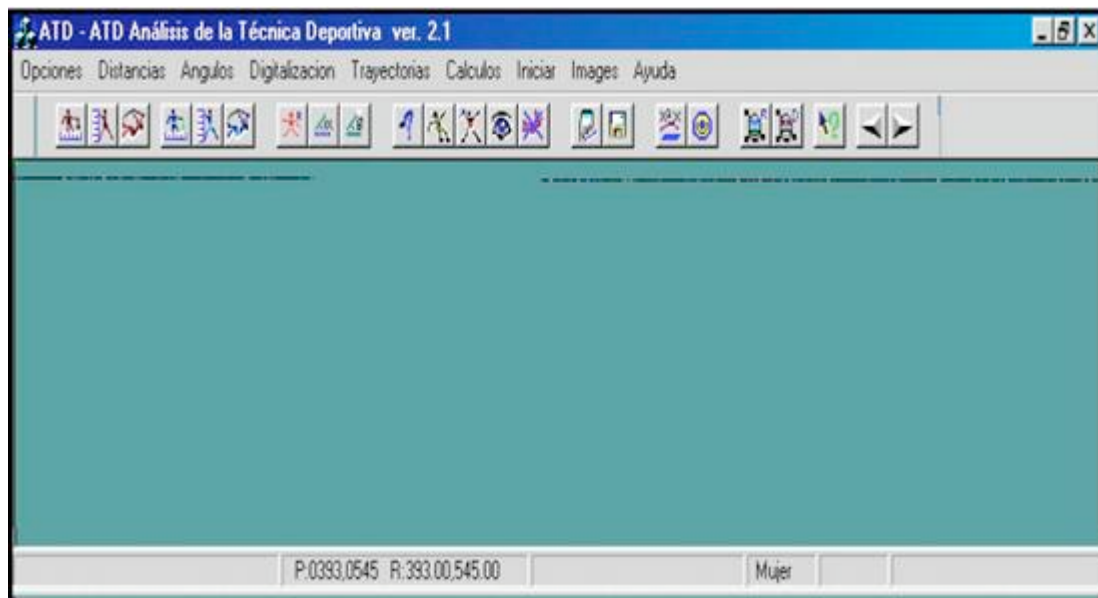 ATD - ATD Análisis de la Técnica Deportiva ver. 2.1
Opciones Distancias Angulos Digitalizacion Trayectorias Calculos Iniciar Images Ayuda
P:0393,0545 R:393.00,545.00 Mujer